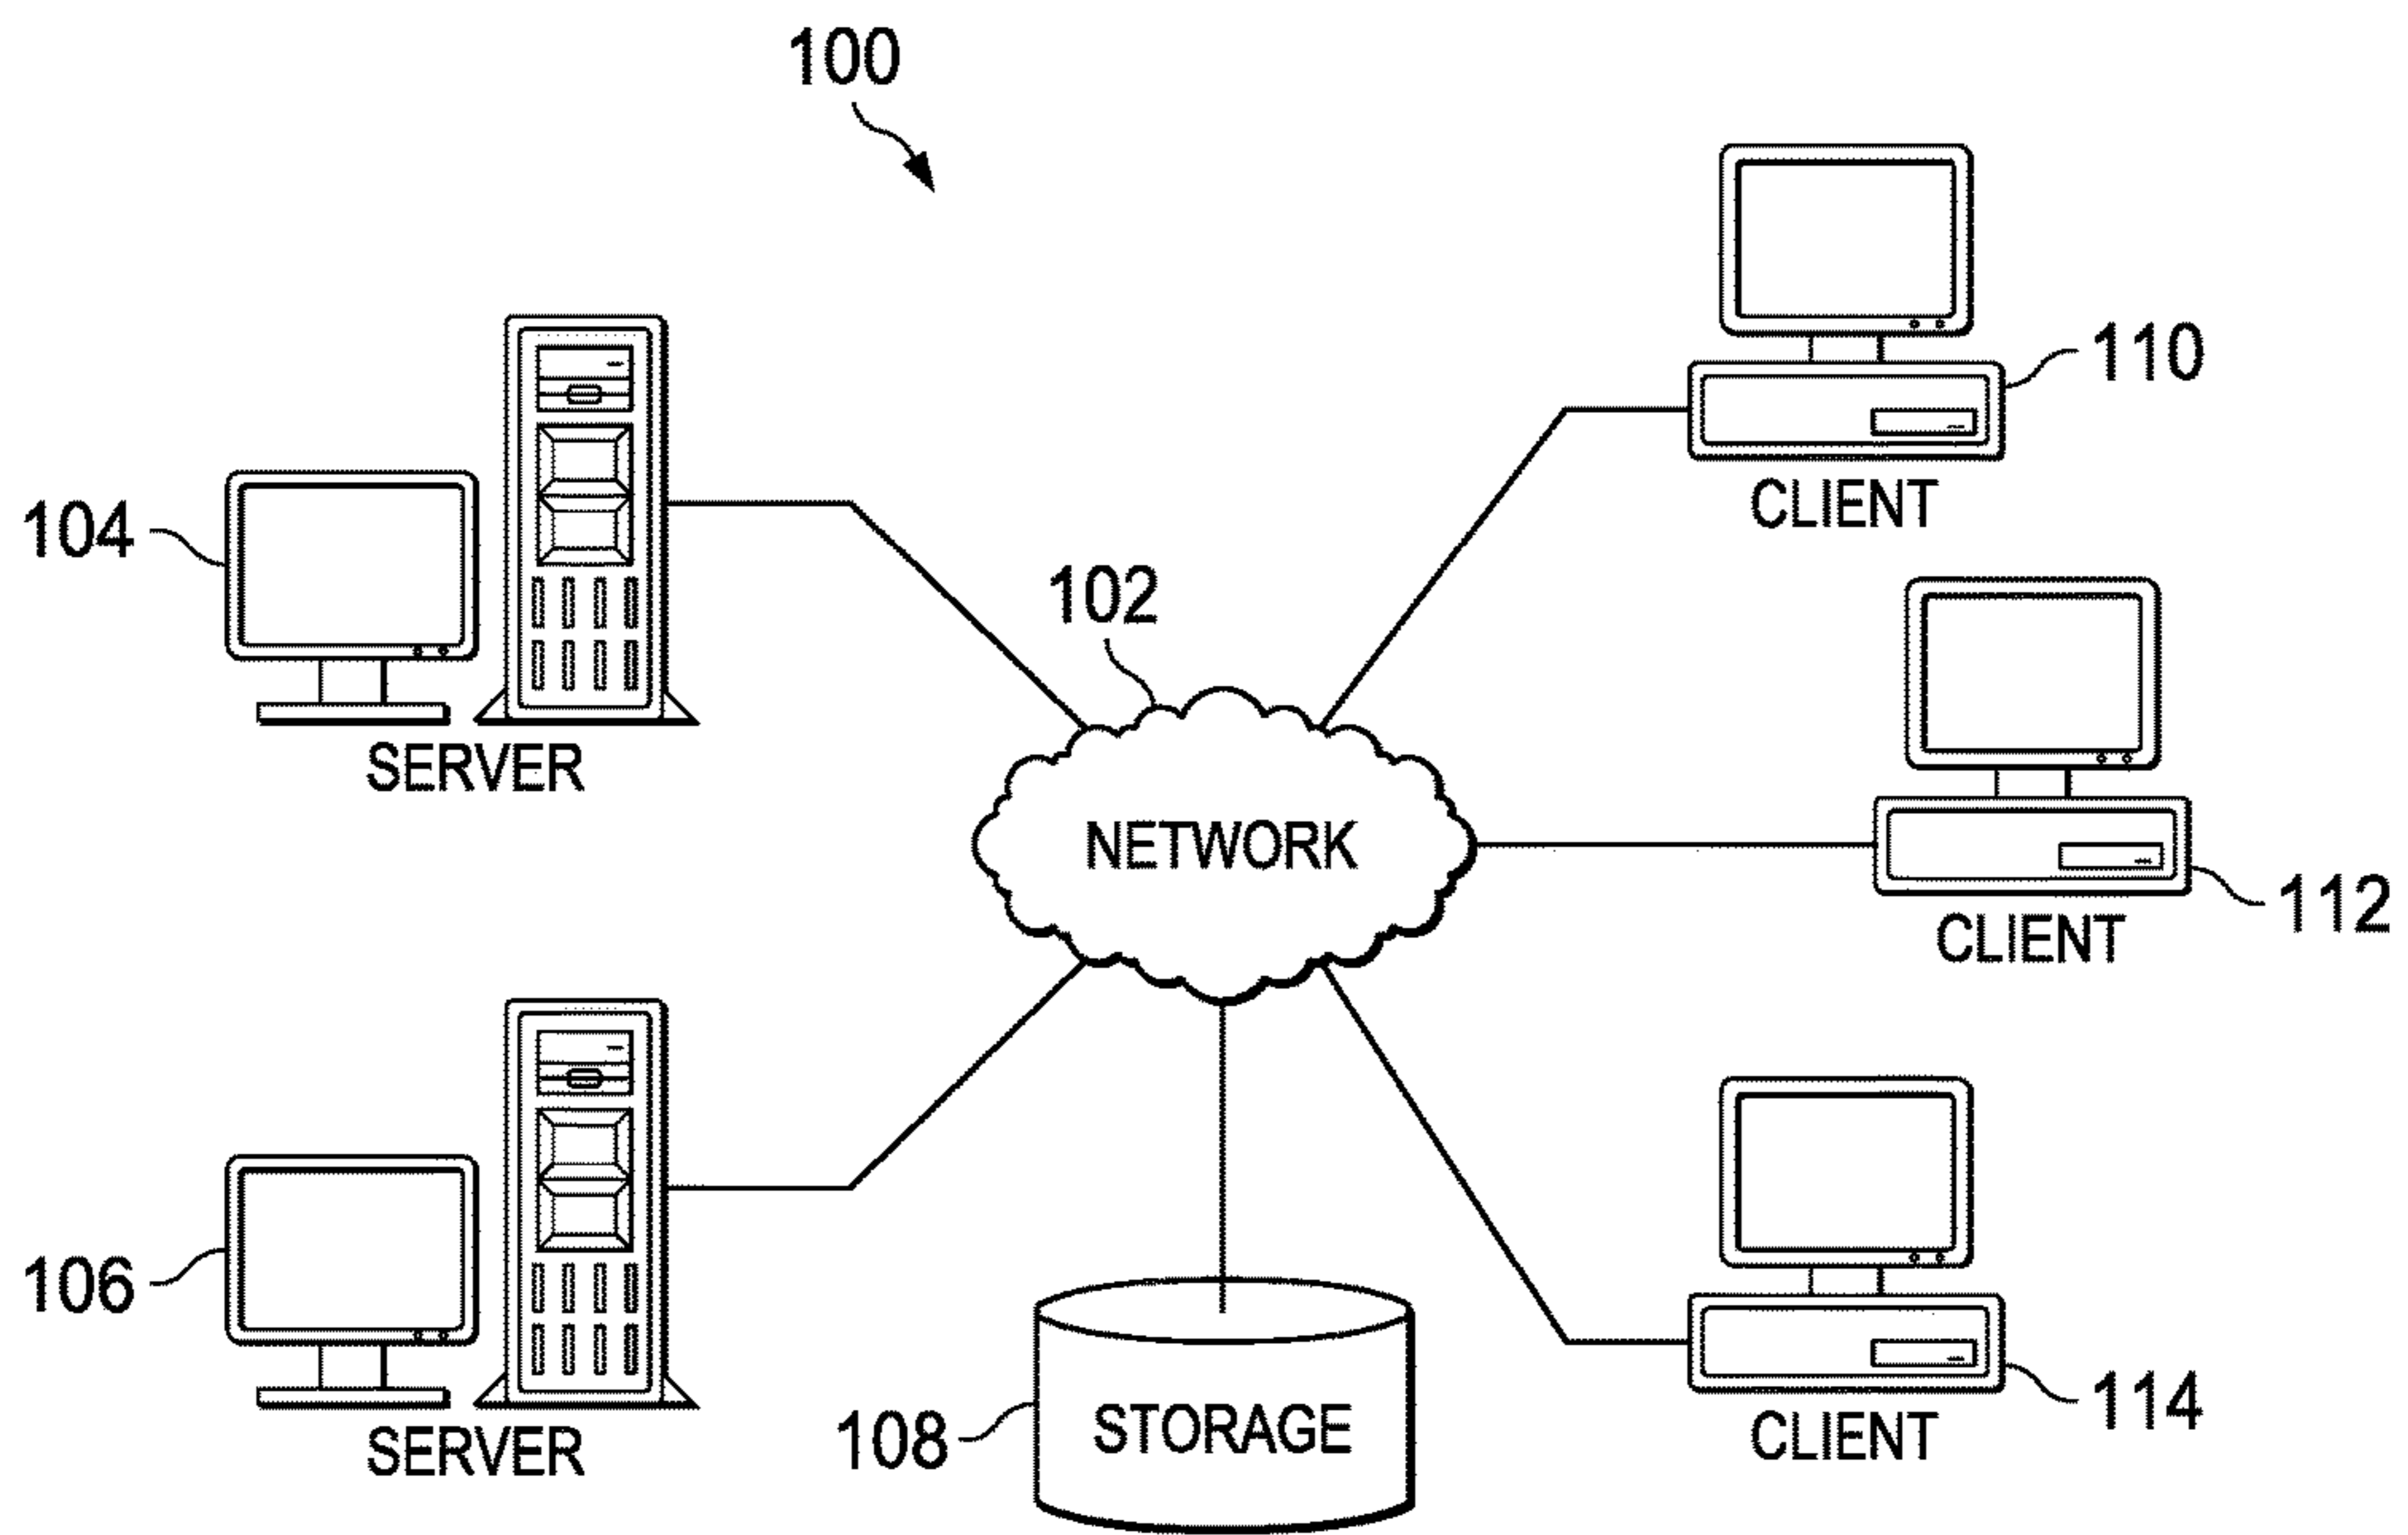 100
110
CLIENT
104
SERVER
102
NETWORK
112
CLIENT
106
SERVER
108
STORAGE
114
CLIENT